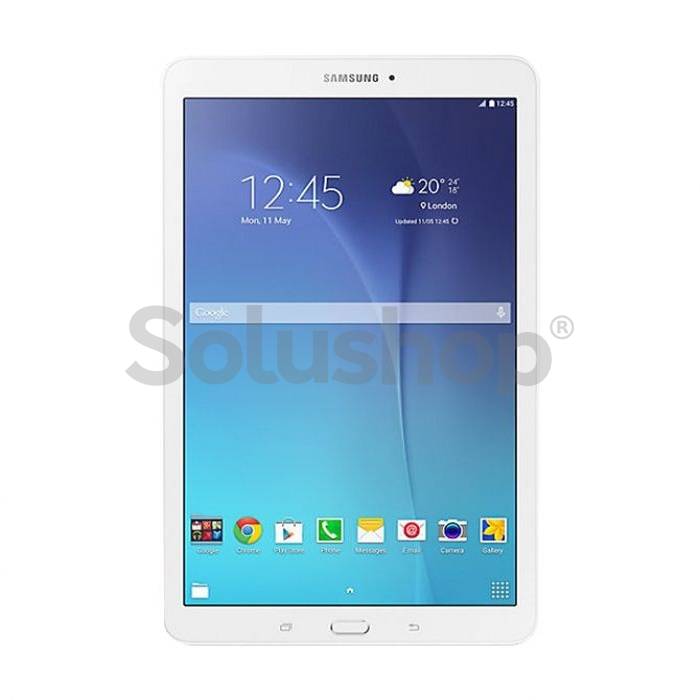 SAMSUNG
12:45
12:45
Mon, 11 May
20° 24°
18°
London
Updated 11/05 12:45
Google
Solushop®
Google Chrome Play Store Phone Messages Email Camera Gallery